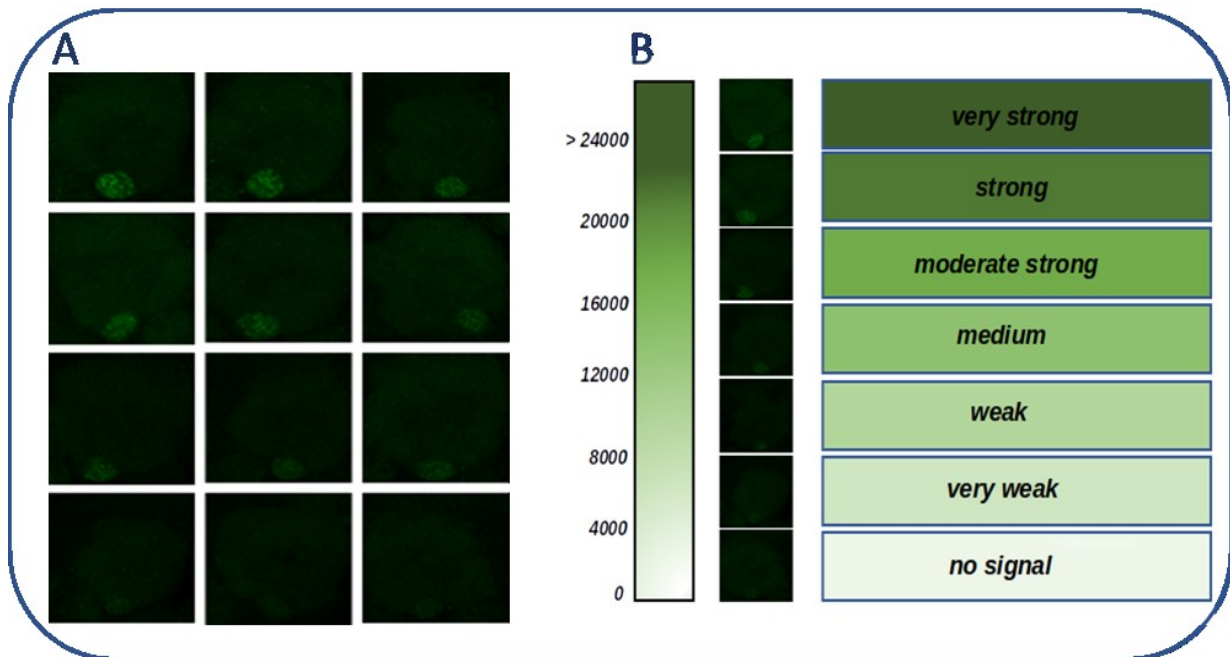 A
B
> 24000
20000
16000
12000
8000
4000
0
very strong
strong
moderate strong
medium
weak
very weak
no signal